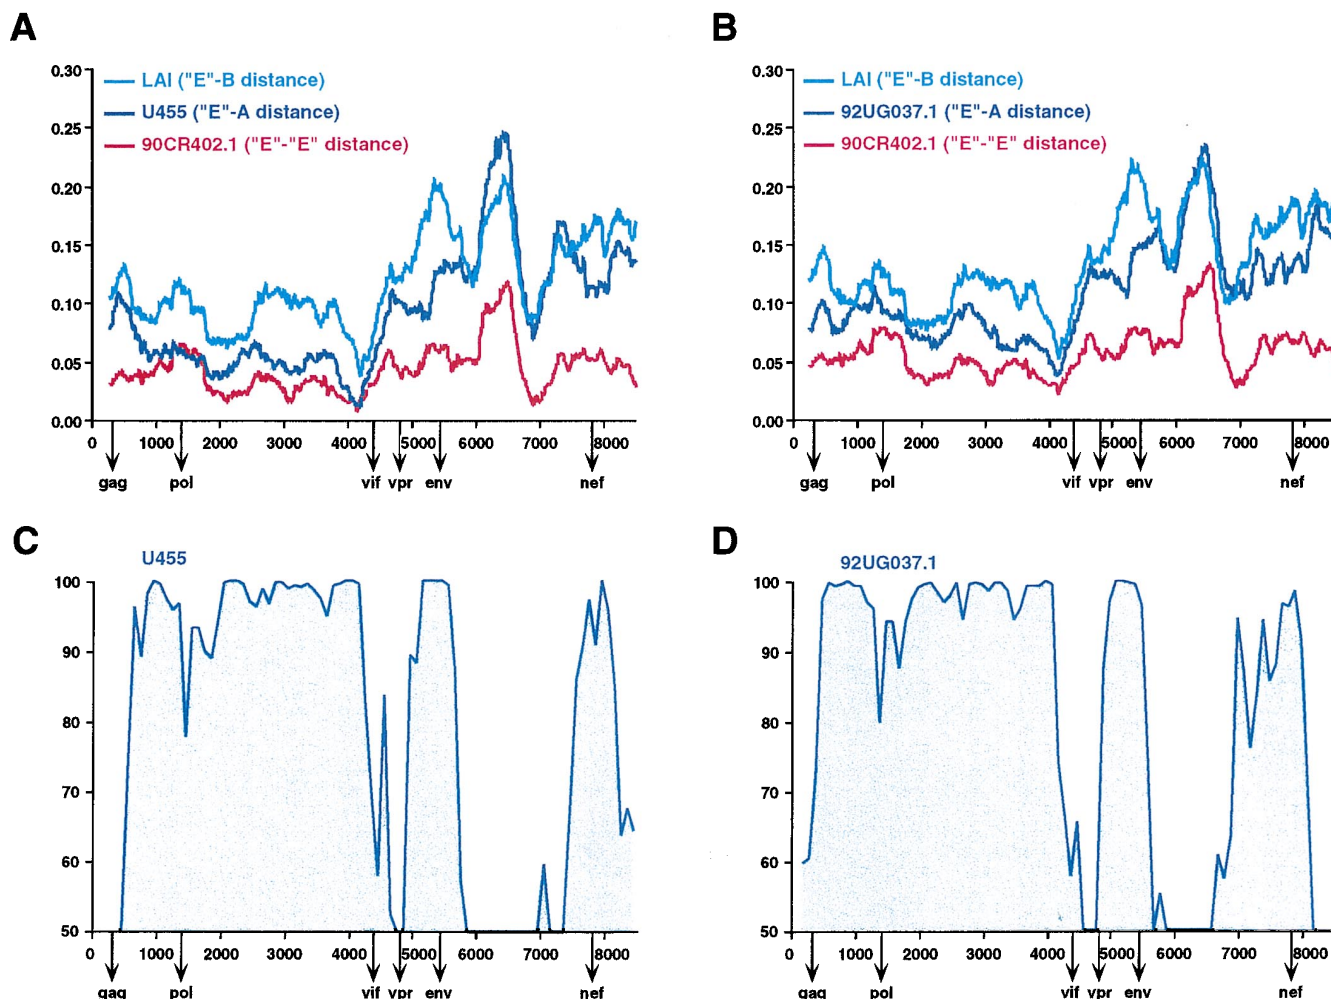 A
B
0.30
0.25
0.20
0.15
0.10
0.05
0.00
LAI ("E"-B distance)
U455 ("E"-A distance)
90CR402.1 ("E"-"E" distance)
0 1000 2000 3000 4000 5000 6000 7000 8000
gag pol vif vpr env nef
0.30
0.25
0.20
0.15
0.10
0.05
0.00
LAI ("E"-B distance)
92UG037.1 ("E"-A distance)
90CR402.1 ("E"-"E" distance)
0 1000 2000 3000 4000 5000 6000 7000 8000
gag pol vif vpr env nef
C
U455
100
90
80
70
60
50
0 1000 2000 3000 4000 5000 6000 7000 8000
gag pol vif vpr env nef
D
92UG037.1
100
90
80
70
60
50
0 1000 2000 3000 4000 5000 6000 7000 8000
gag pol vif vpr env nef